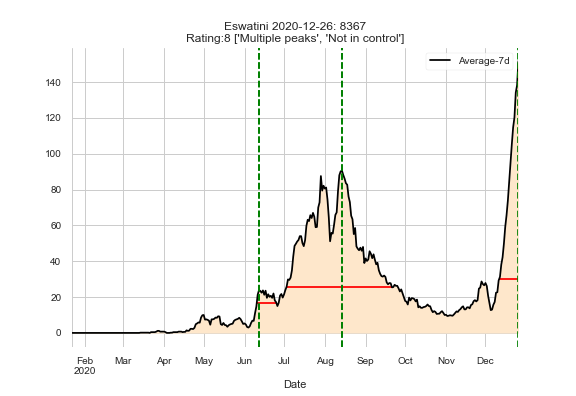 Eswatini 2020-12-26: 8367
Rating:8 ['Multiple peaks', 'Not in control']
Average-7d
140
120
100
80
60
40
20
0
Feb Mar Apr May Jun Jul Aug Sep Oct Nov Dec
2020
Date